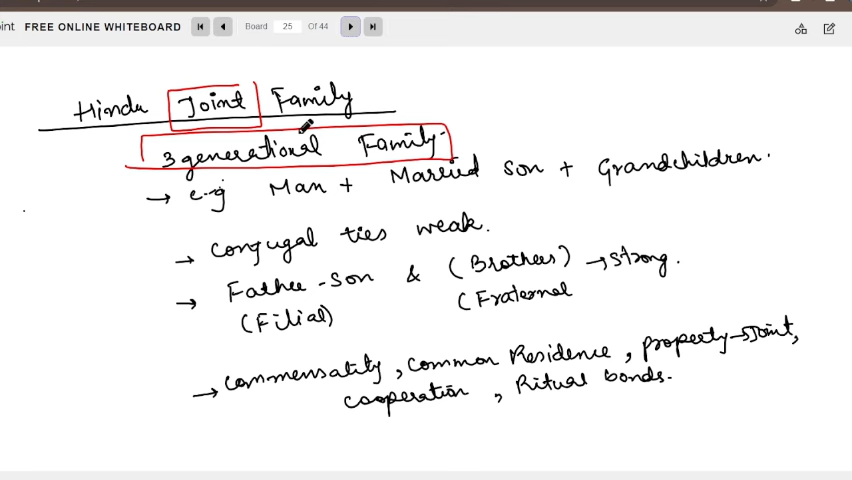 oint FREE ONLINE WHITEBOARD Board 25 Of 44
Hindu Joint Family
3 generational Family-
→ e-g Man + Married Son + Grandchildren.
→ Conjugal ties weak.
→ Father-Son & (Brothers) → strong.
(Filial) (Fraternal
→ commensality, Common Residence, property→Joint,
cooperation, Ritual bonds.